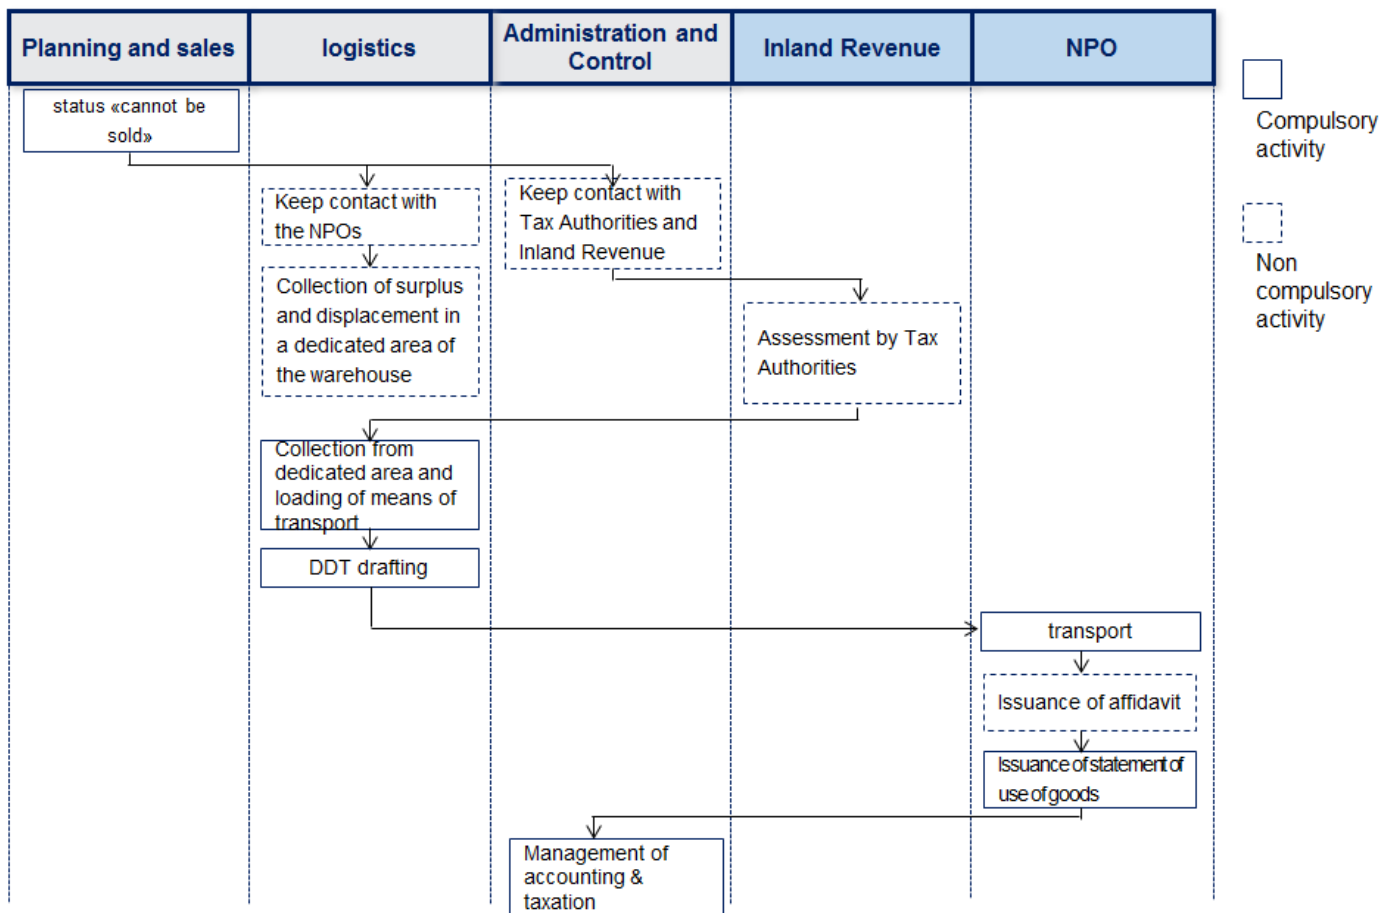 Planning and sales
logistics
Administration and
Control
Inland Revenue
NPO
status «cannot be
sold»
Compulsory
activity
Keep contact with
the NPOs
Keep contact with
Tax Authorities and
Inland Revenue
Non
compulsory
activity
Collection of surplus
and displacement in
a dedicated area of
the warehouse
Assessment by Tax
Authorities
Collection from
dedicated area and
loading of means of
transport
DDT drafting
transport
Issuance of affidavit
Issuance of statement of
use of goods
Management of
accounting &
taxation